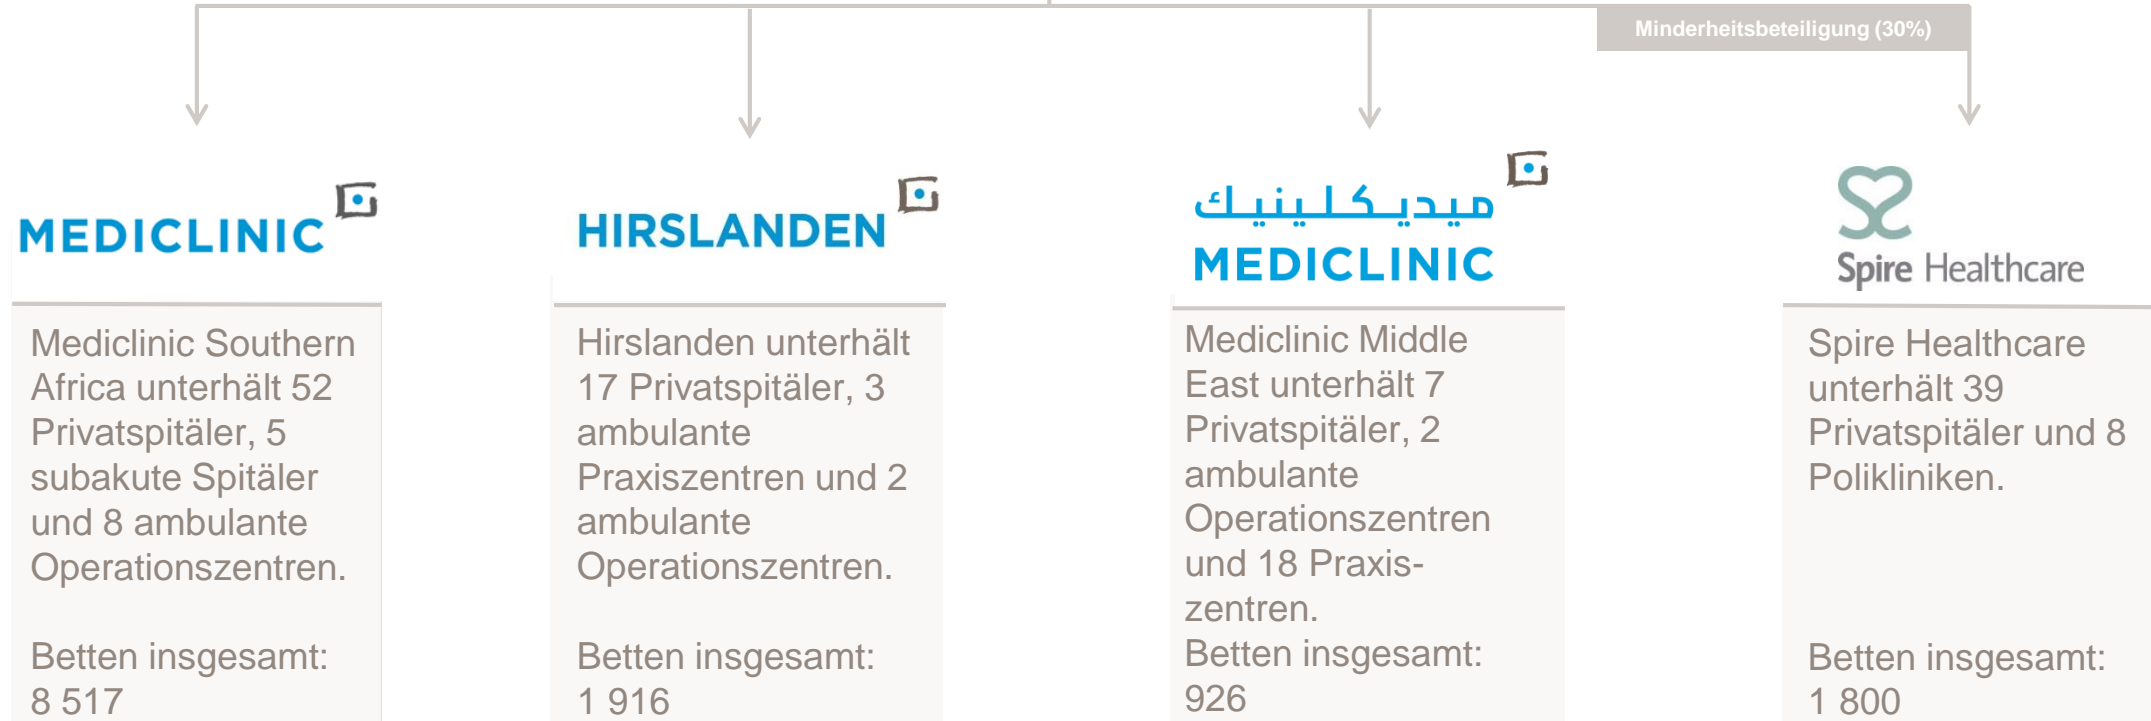 Minderheitsbeteiligung (30%)
MEDICLINIC
Mediclinic Southern
Africa unterhält 52
Privatspitäler, 5
subakute Spitäler
und 8 ambulante
Operationszentren.
Betten insgesamt:
8 517
HIRSLANDEN
Hirslanden unterhält
17 Privatspitäler, 3
ambulante
Praxiszentren und 2
ambulante
Operationszentren.
Betten insgesamt:
1 916
ميديكلينيك
MEDICLINIC
Mediclinic Middle
East unterhält 7
Privatspitäler, 2
ambulante
Operationszentren
und 18 Praxis-
zentren.
Betten insgesamt:
926
Spire Healthcare
Spire Healthcare
unterhält 39
Privatspitäler und 8
Polikliniken.
Betten insgesamt:
1 800